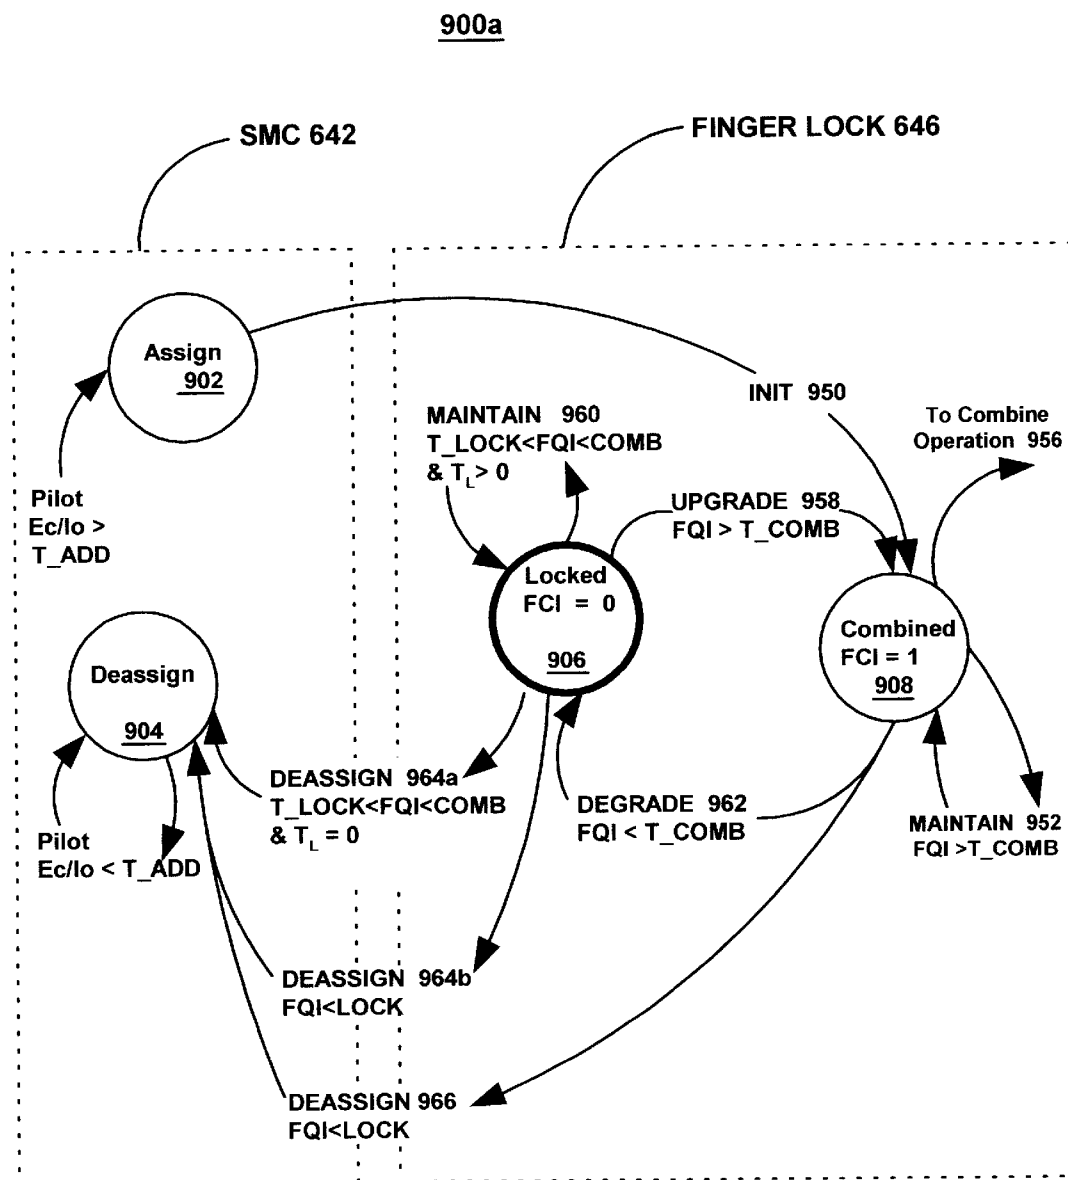 900a
SMC 642
FINGER LOCK 646
Assign
902
INIT 950
MAINTAIN 960
T_LOCK<FQI<COMB
& T_L > 0
To Combine
Operation 956
Pilot
Ec/Io >
T_ADD
UPGRADE 958
FQI > T_COMB
Locked
FCI = 0
906
Combined
FCI = 1
908
Deassign
904
DEASSIGN 964a
T_LOCK<FQI<COMB
& T_L = 0
DEGRADE 962
FQI < T_COMB
MAINTAIN 952
FQI >T_COMB
Pilot
Ec/Io < T_ADD
DEASSIGN 964b
FQI<LOCK
DEASSIGN 966
FQI<LOCK